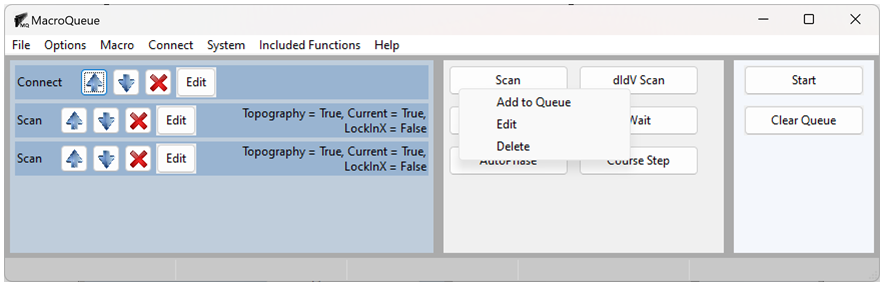 MacroQueue
File Options Macro Connect System Included Functions Help
Connect Edit
Scan Edit Topography = True, Current = True,
LockInX = False
Scan Edit Topography = True, Current = True,
LockInX = False
Scan dIdV Scan
Add to Queue
Edit Wait
Delete
AutoPhase Course Step
Start
Clear Queue